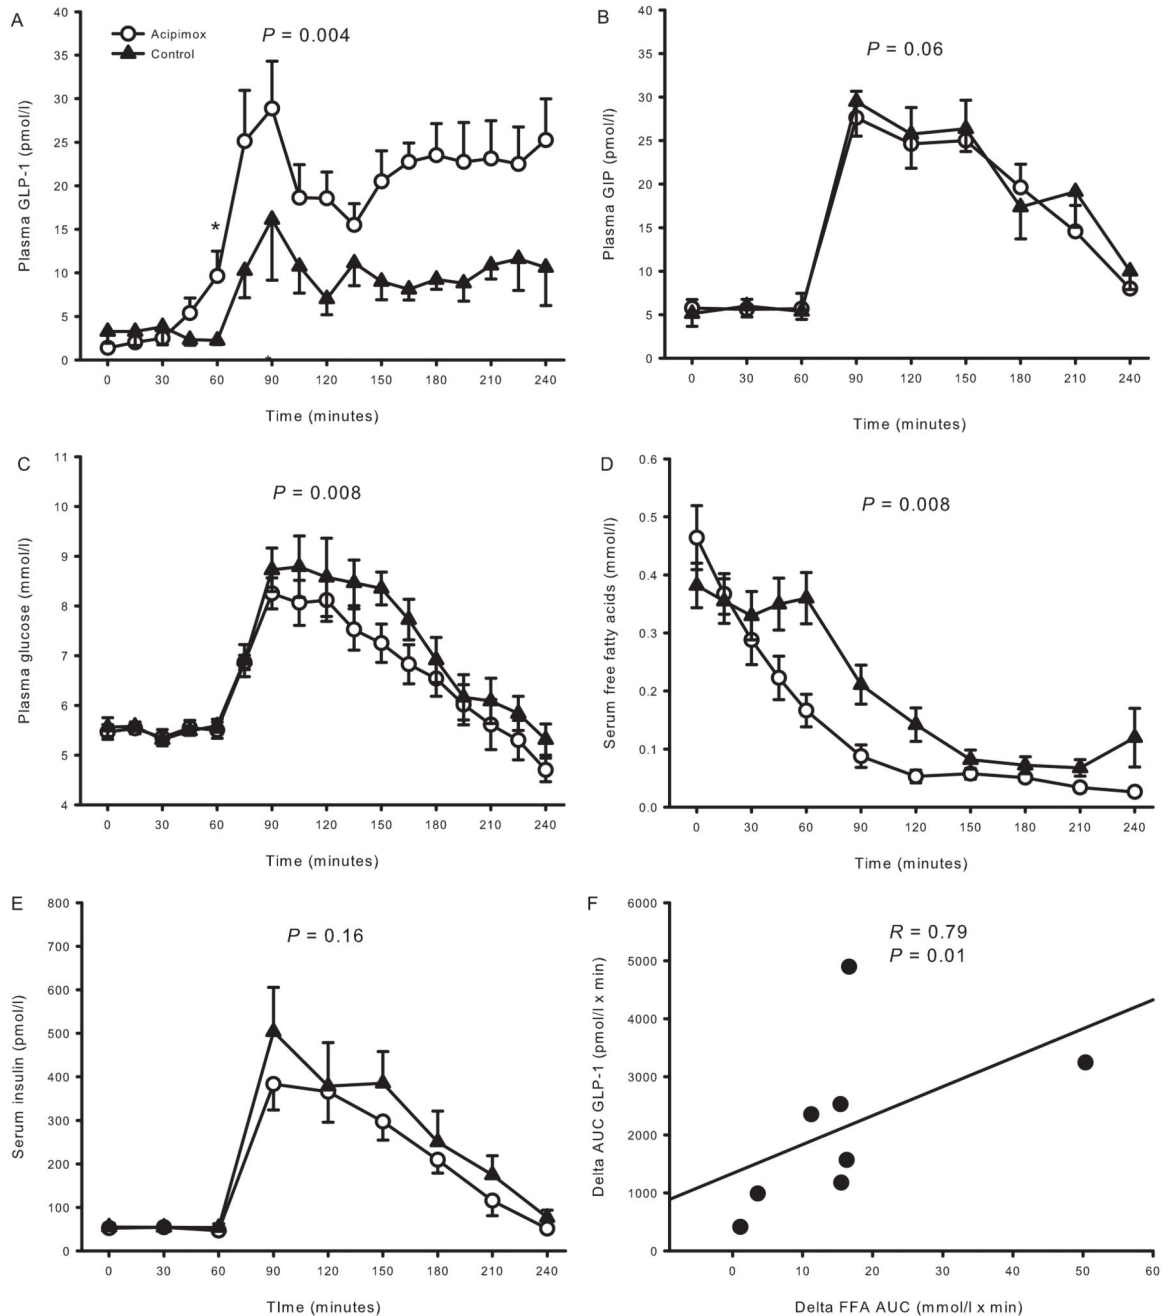 A
Acipimox
Control
P = 0.004
40
35
30
25
20
15
10
5
0
Plasma GLP-1 (pmol/l)
*
*
0 30 60 90 120 150 180 210 240
Time (minutes)
B
P = 0.06
40
35
30
25
20
15
10
5
0
Plasma GIP (pmol/l)
0 30 60 90 120 150 180 210 240
Time (minutes)
C
P = 0.008
11
10
9
8
7
6
5
4
Plasma glucose (mmol/l)
0 30 60 90 120 150 180 210 240
Time (minutes)
D
P = 0.008
0.6
0.5
0.4
0.3
0.2
0.1
0.0
Serum free fatty acids (mmol/l)
0 30 60 90 120 150 180 210 240
Time (minutes)
E
P = 0.16
800
700
600
500
400
300
200
100
0
Serum insulin (pmol/l)
0 30 60 90 120 150 180 210 240
TIme (minutes)
F
R = 0.79
P = 0.01
6000
5000
4000
3000
2000
1000
0
Delta AUC GLP-1 (pmol/l x min)
0 10 20 30 40 50 60
Delta FFA AUC (mmol/l x min)